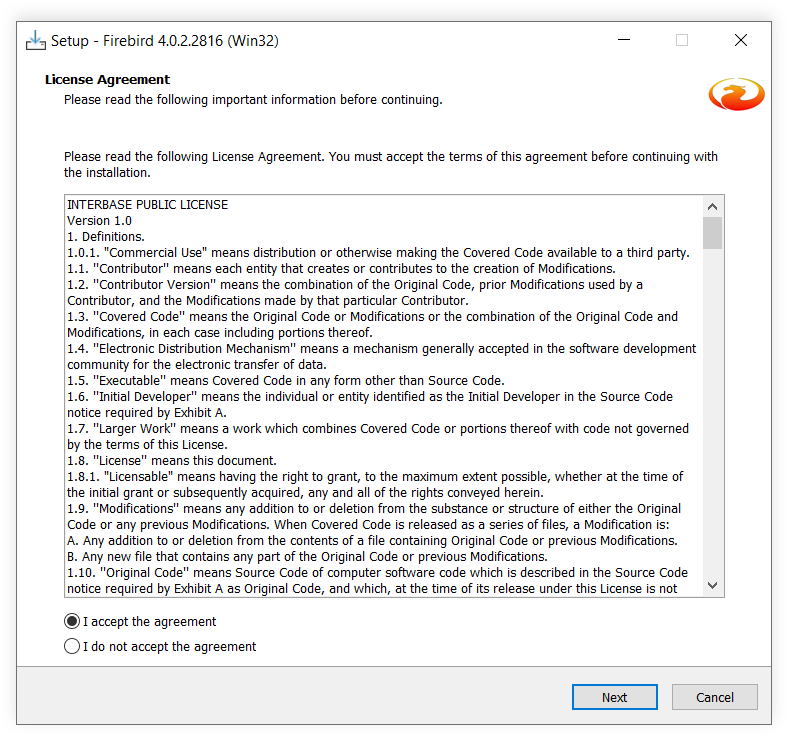 Setup - Firebird 4.0.2.2816 (Win32)
License Agreement
Please read the following important information before continuing.
Please read the following License Agreement. You must accept the terms of this agreement before continuing with
the installation.
INTERBASE PUBLIC LICENSE
Version 1.0
1. Definitions.
1.0.1. "Commercial Use" means distribution or otherwise making the Covered Code available to a third party.
1.1. "Contributor" means each entity that creates or contributes to the creation of Modifications.
1.2. "Contributor Version" means the combination of the Original Code, prior Modifications used by a
Contributor, and the Modifications made by that particular Contributor.
1.3. "Covered Code" means the Original Code or Modifications or the combination of the Original Code and
Modifications, in each case including portions thereof.
1.4. "Electronic Distribution Mechanism" means a mechanism generally accepted in the software development
community for the electronic transfer of data.
1.5. "Executable" means Covered Code in any form other than Source Code.
1.6. "Initial Developer" means the individual or entity identified as the Initial Developer in the Source Code
notice required by Exhibit A.
1.7. "Larger Work" means a work which combines Covered Code or portions thereof with code not governed
by the terms of this License.
1.8. "License" means this document.
1.8.1. "Licensable" means having the right to grant, to the maximum extent possible, whether at the time of
the initial grant or subsequently acquired, any and all of the rights conveyed herein.
1.9. "Modifications" means any addition to or deletion from the substance or structure of either the Original
Code or any previous Modifications. When Covered Code is released as a series of files, a Modification is:
A. Any addition to or deletion from the contents of a file containing Original Code or previous Modifications.
B. Any new file that contains any part of the Original Code or previous Modifications.
1.10. "Original Code" means Source Code of computer software code which is described in the Source Code
notice required by Exhibit A as Original Code, and which, at the time of its release under this License is not
I accept the agreement
I do not accept the agreement
Next
Cancel